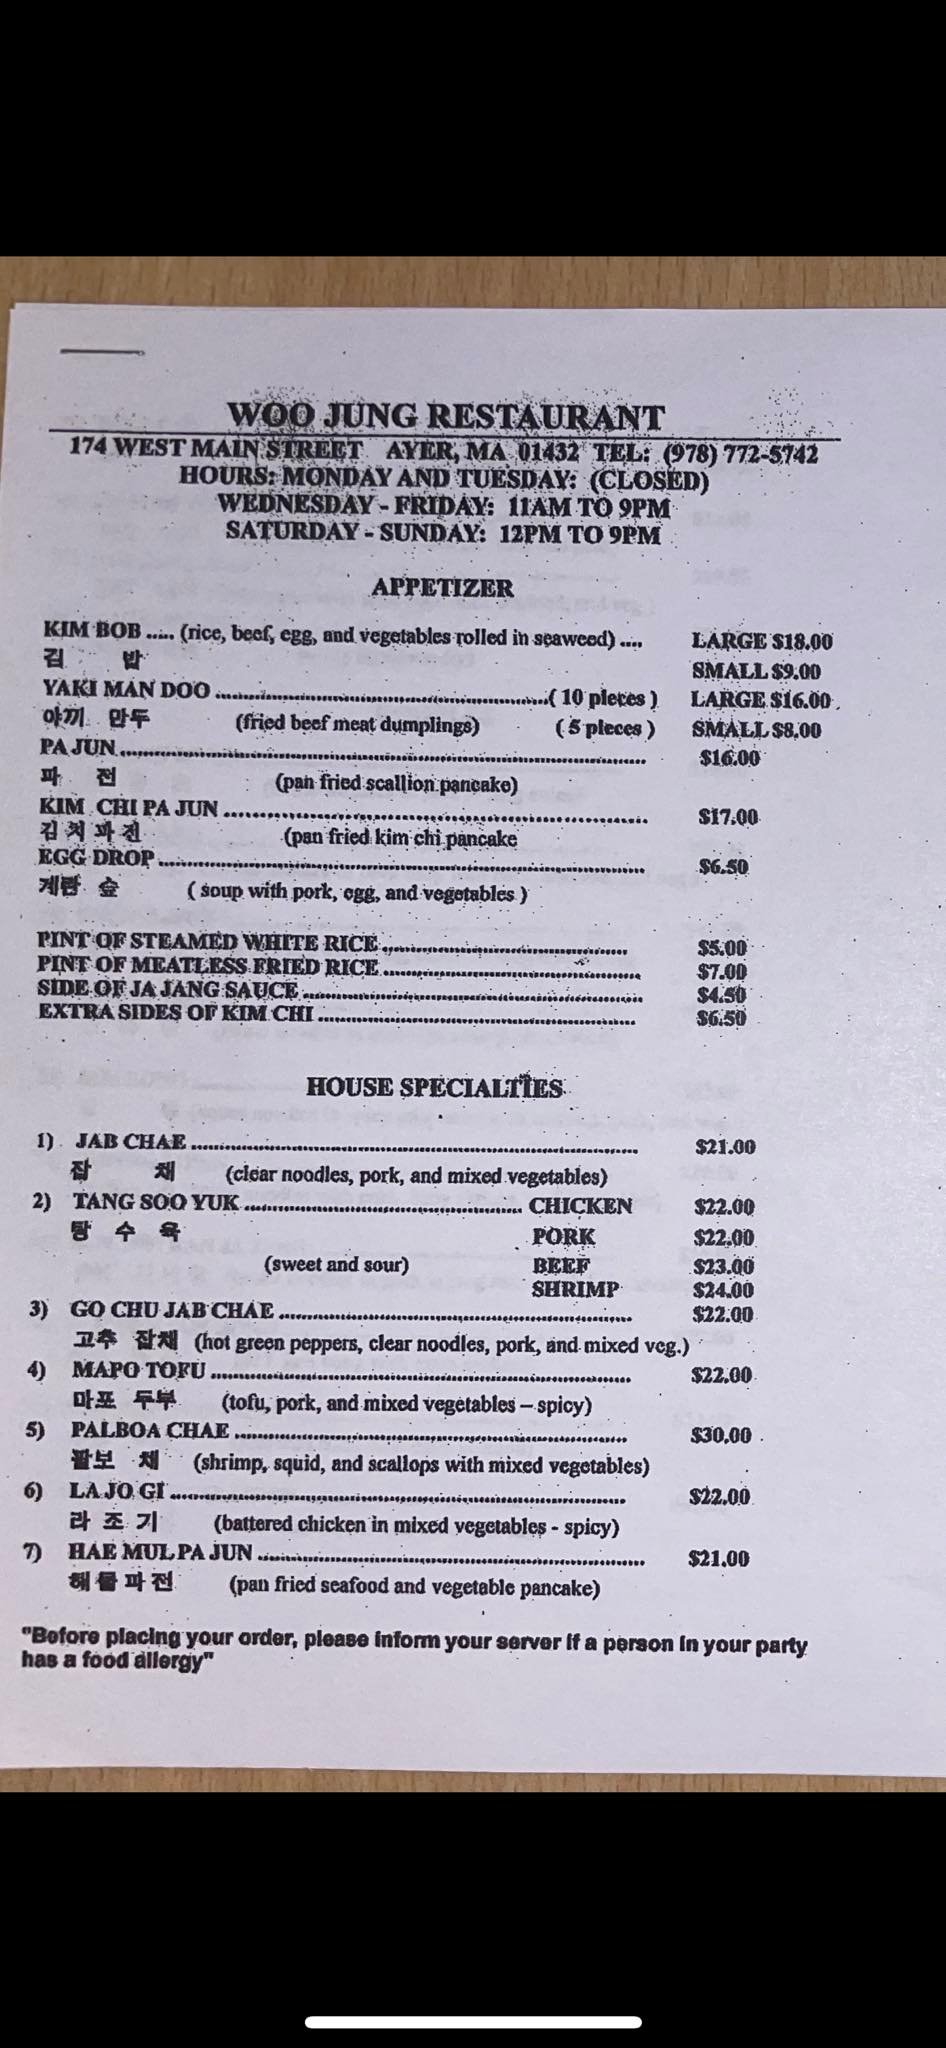 WOO JUNG RESTAURANT
174 WEST MAIN STREET AYER, MA 01432 TEL: (978) 772-5742
HOURS: MONDAY AND TUESDAY: (CLOSED)
WEDNESDAY - FRIDAY: 11AM TO 9PM
SATURDAY - SUNDAY: 12PM TO 9PM
APPETIZER
KIM BOB ..... (rice, beef, egg, and vegetables rolled in seaweed) .... LARGE $18.00
김 밥 SMALL $9.00
YAKI MAN DOO ..........( 10 pieces ) LARGE $16.00
야끼 만두 (fried beef meat dumplings) ( 5 pieces ) SMALL $8.00
PA JUN .......... $16.00
파 전 (pan fried scallion pancake)
KIM CHI PA JUN .......... $17.00
김치파전 (pan fried kim chi pancake
EGG DROP .......... $6.50
계란 숲 ( soup with pork, egg, and vegetables )
PINT OF STEAMED WHITE RICE .......... $5.00
PINT OF MEATLESS FRIED RICE .......... $7.00
SIDE OF JA JANG SAUCE .......... $4.50
EXTRA SIDES OF KIM CHI .......... $6.50
HOUSE SPECIALTIES
1) JAB CHAE .......... $21.00
잡 채 (clear noodles, pork, and mixed vegetables)
2) TANG SOO YUK .......... CHICKEN $22.00
탕 수 육 PORK $22.00
(sweet and sour) BEEF $23.00
SHRIMP $24.00
3) GO CHU JAB CHAE .......... $22.00
고추 잡채 (hot green peppers, clear noodles, pork, and mixed veg.)
4) MAPO TOFU .......... $22.00
마포 두부 (tofu, pork, and mixed vegetables – spicy)
5) PALBOA CHAE .......... $30.00
팔보 채 (shrimp, squid, and scallops with mixed vegetables)
6) LA JO GI .......... $22.00
라 조 기 (battered chicken in mixed vegetables - spicy)
7) HAE MUL PA JUN .......... $21.00
해물파전 (pan fried seafood and vegetable pancake)
"Before placing your order, please inform your server if a person in your party
has a food allergy"